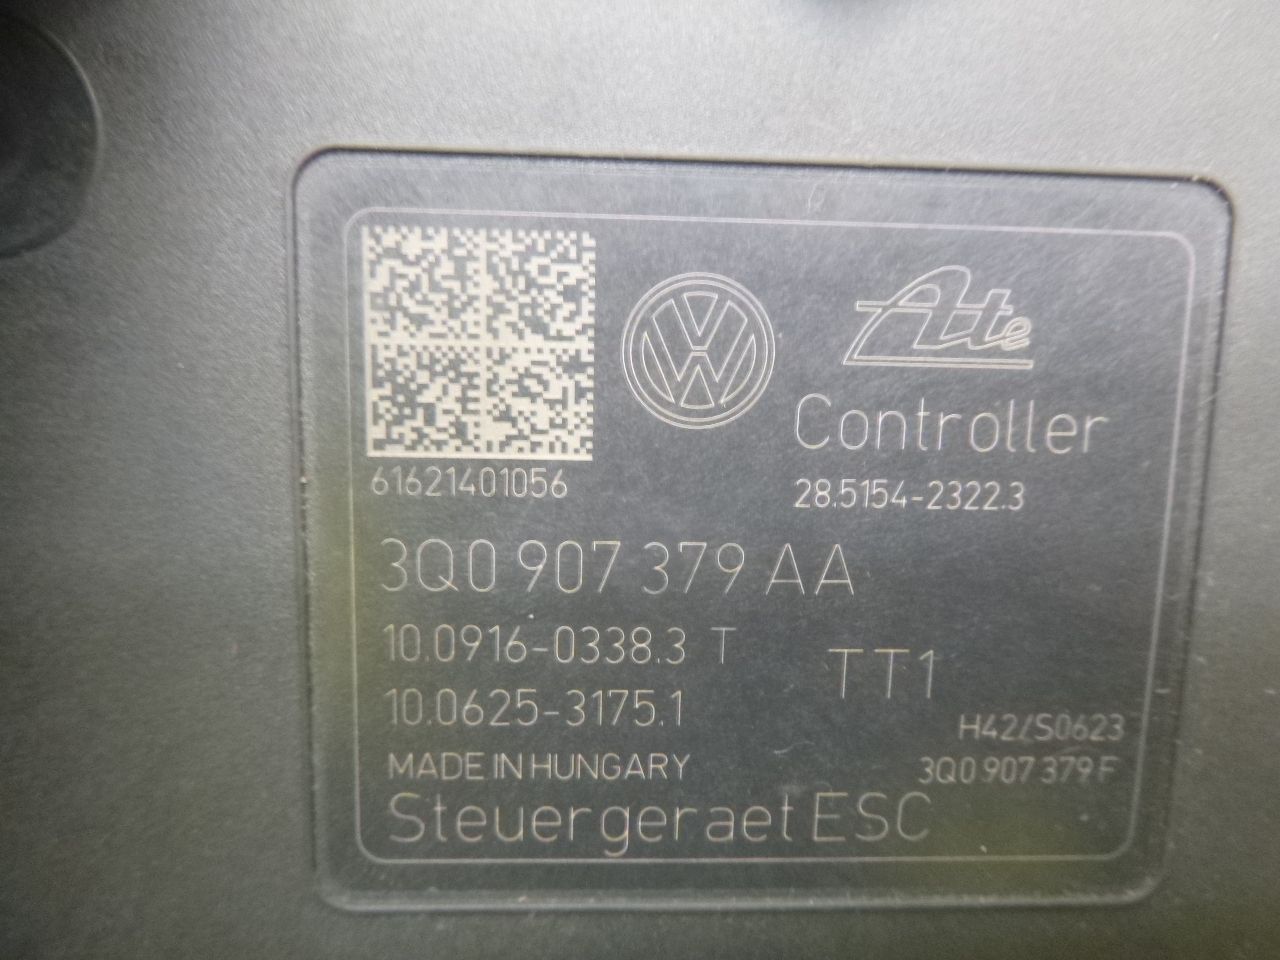 Ate
Controller
61621401056
28.5154-2322.3
3Q0 907 379 AA
10.0916-0338.3 T
TT1
10.0625-3175.1
H42/S0623
MADE IN HUNGARY
3Q0 907 379 F
Steuergeraet ESC